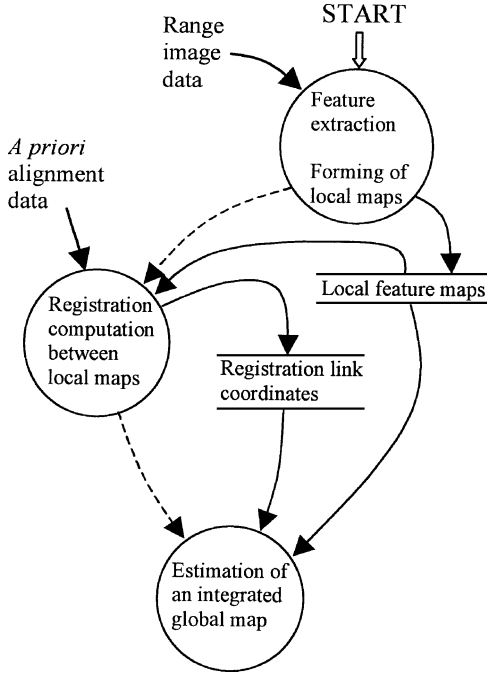 START
Range
image
data
Feature
extraction
Forming of
local maps
A priori
alignment
data
Local feature maps
Registration
computation
between
local maps
Registration link
coordinates
Estimation of
an integrated
global map